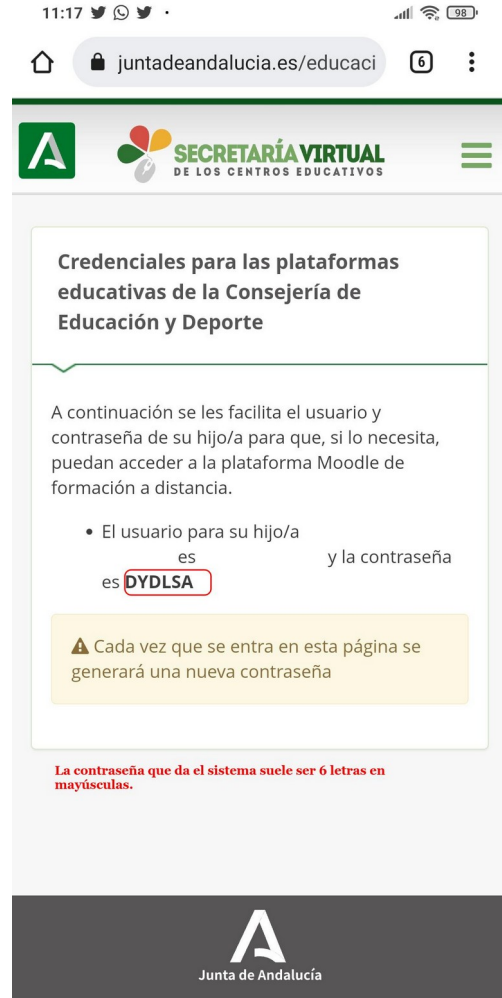 11:17
98
juntadeandalucia.es/educaci
6
SECRETARÍA VIRTUAL
DE LOS CENTROS EDUCATIVOS
Credenciales para las plataformas
educativas de la Consejería de
Educación y Deporte
A continuación se les facilita el usuario y
contraseña de su hijo/a para que, si lo necesita,
puedan acceder a la plataforma Moodle de
formación a distancia.
• El usuario para su hijo/a
es y la contraseña
es DYDLSA
Cada vez que se entra en esta página se
generará una nueva contraseña
La contraseña que da el sistema suele ser 6 letras en
mayúsculas.
Junta de Andalucía